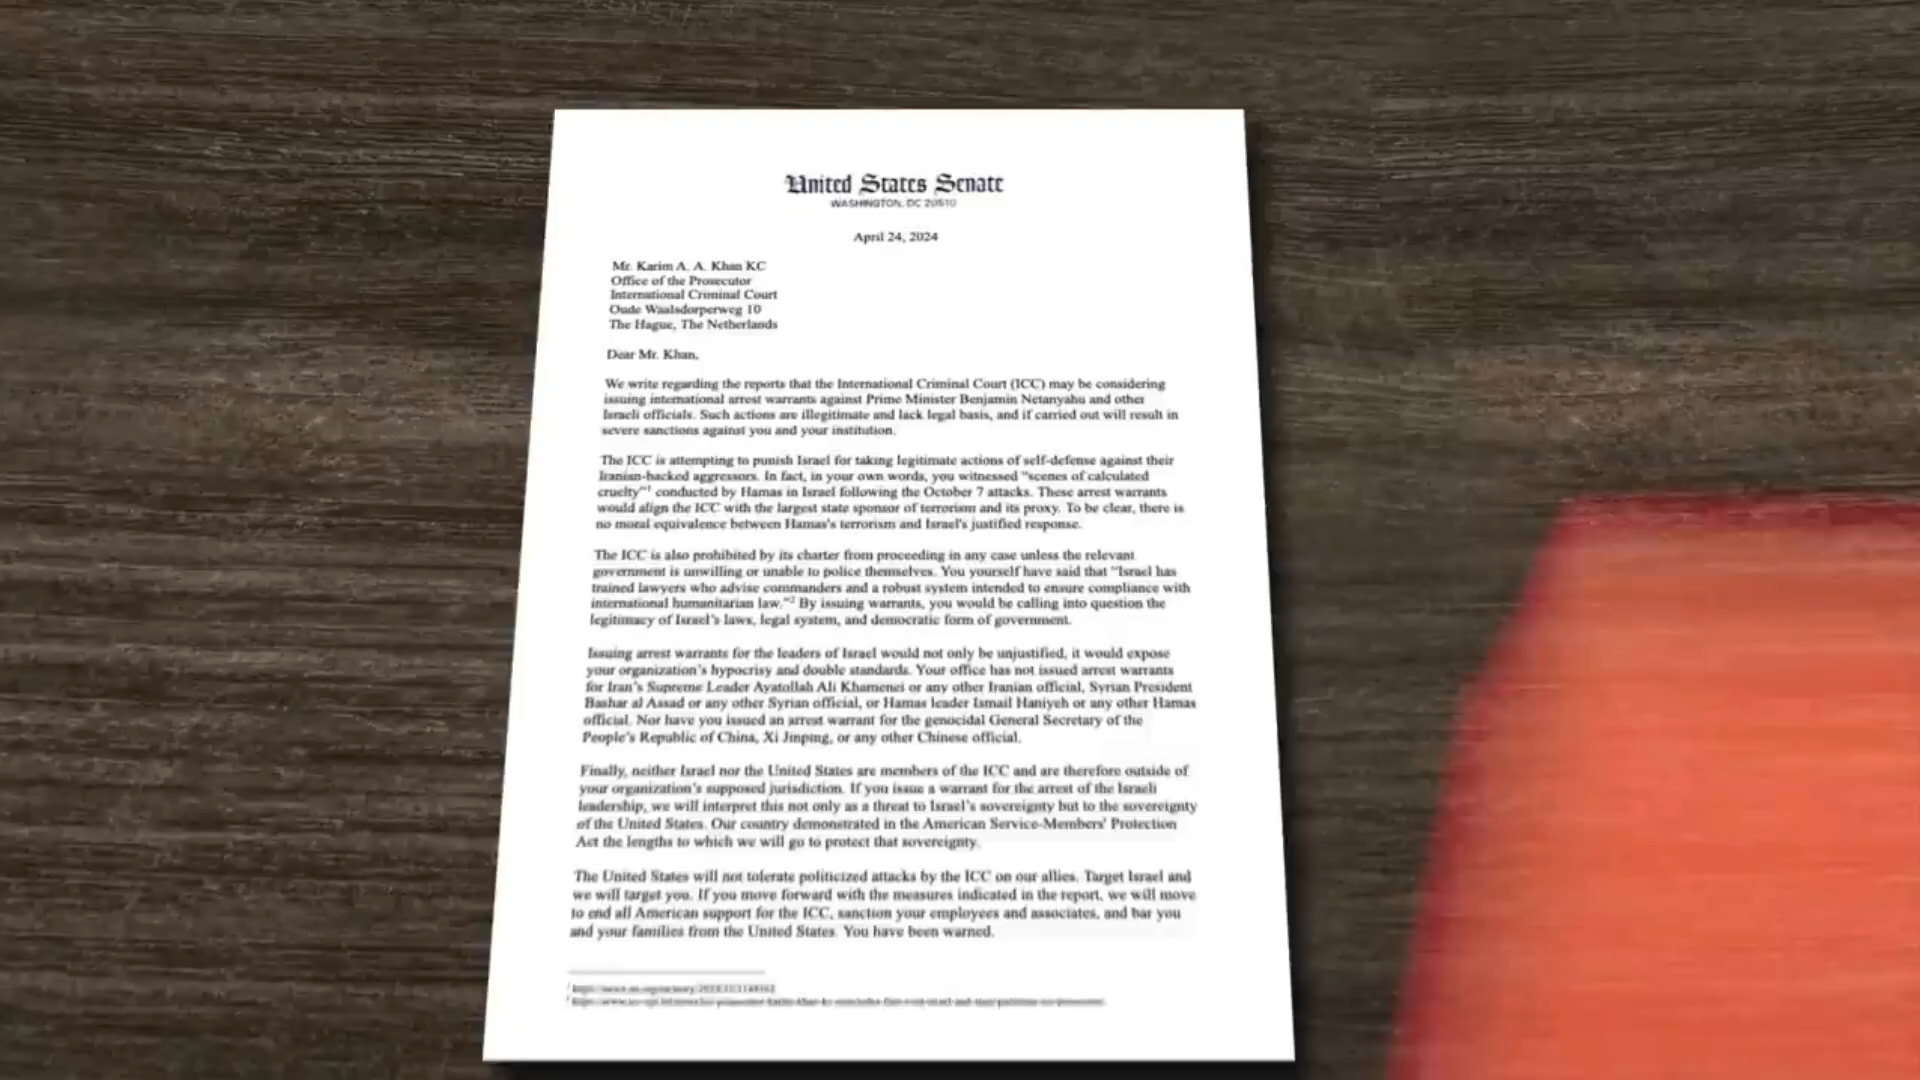 United States Senate
WASHINGTON, DC 20510
April 24, 2024
Mr. Karim A. A. Khan KC
Office of the Prosecutor
International Criminal Court
Oude Waalsdorperweg 10
The Hague, The Netherlands
Dear Mr. Khan,
We write regarding the reports that the International Criminal Court (ICC) may be considering
issuing international arrest warrants against Prime Minister Benjamin Netanyahu and other
Israeli officials. Such actions are illegitimate and lack legal basis, and if carried out will result in
severe sanctions against you and your institution.
The ICC is attempting to punish Israel for taking legitimate actions of self-defense against their
Iranian-backed aggressors. In fact, in your own words, you witnessed “scenes of calculated
cruelty”1 conducted by Hamas in Israel following the October 7 attacks. These arrest warrants
would align the ICC with the largest state sponsor of terrorism and its proxy. To be clear, there is
no moral equivalence between Hamas's terrorism and Israel's justified response.
The ICC is also prohibited by its charter from proceeding in any case unless the relevant
government is unwilling or unable to police themselves. You yourself have said that “Israel has
trained lawyers who advise commanders and a robust system intended to ensure compliance with
international humanitarian law.”2 By issuing warrants, you would be calling into question the
legitimacy of Israel’s laws, legal system, and democratic form of government.
Issuing arrest warrants for the leaders of Israel would not only be unjustified, it would expose
your organization’s hypocrisy and double standards. Your office has not issued arrest warrants
for Iran’s Supreme Leader Ayatollah Ali Khamenei or any other Iranian official, Syrian President
Bashar al Assad or any other Syrian official, or Hamas leader Ismail Haniyeh or any other Hamas
official. Nor have you issued an arrest warrant for the genocidal General Secretary of the
People’s Republic of China, Xi Jinping, or any other Chinese official.
Finally, neither Israel nor the United States are members of the ICC and are therefore outside of
your organization’s supposed jurisdiction. If you issue a warrant for the arrest of the Israeli
leadership, we will interpret this not only as a threat to Israel’s sovereignty but to the sovereignty
of the United States. Our country demonstrated in the American Service-Members’ Protection
Act the lengths to which we will go to protect that sovereignty.
The United States will not tolerate politicized attacks by the ICC on our allies. Target Israel and
we will target you. If you move forward with the measures indicated in the report, we will move
to end all American support for the ICC, sanction your employees and associates, and bar you
and your families from the United States. You have been warned.